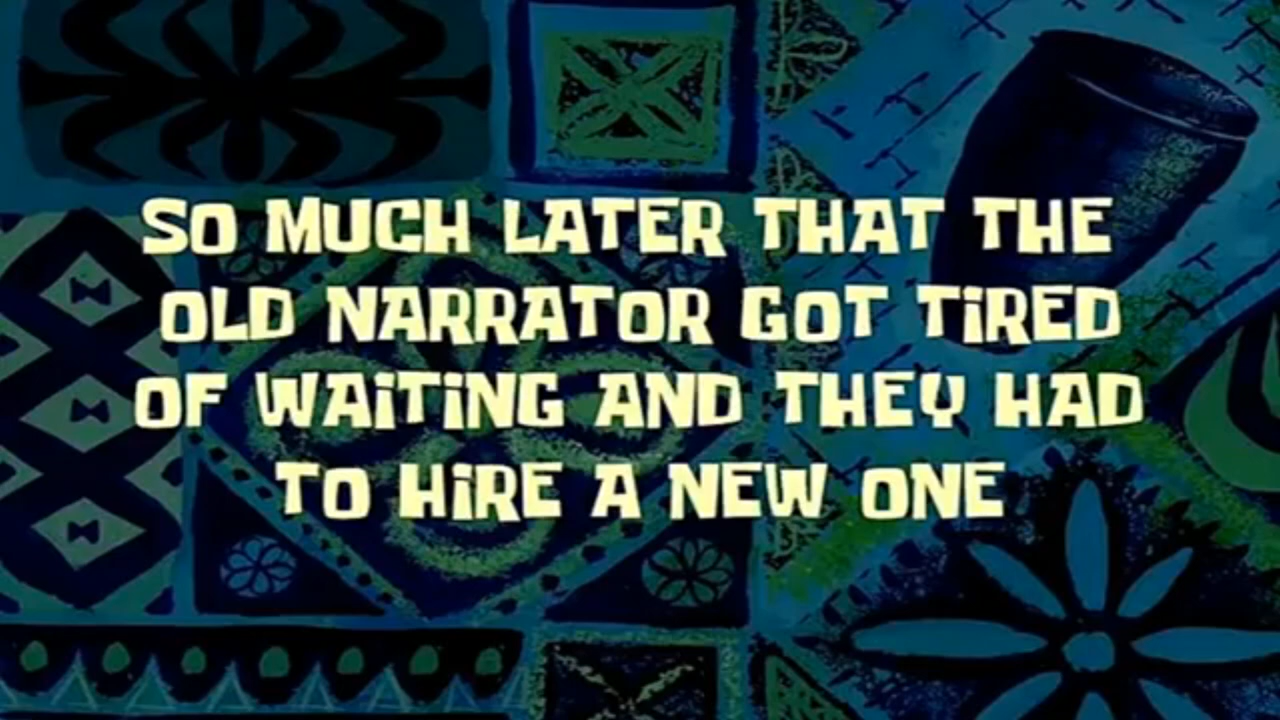 SO MUCH LATER THAT THE
OLD NARRATOR GOT TiRED
OF WAiTiNG AND THEY HAD
TO HiRE A NEW ONE